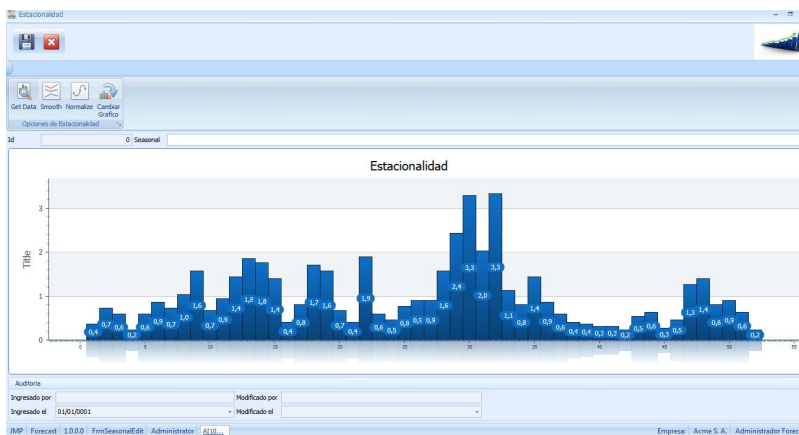 Estacionalidad
Get Data Smooth Normalize Cambiar Grafico
Opciones de Estacionalidad
Id 0 Seasonal
Estacionalidad
Title
3
2
1
0
0,4 0,7 0,6 0,2 0,6 0,9 0,7 1,0 1,6 0,7 0,9 1,4 1,8 1,8 1,4 0,4 0,8 1,7 1,6 0,7 0,4 1,9 0,6 0,5 0,8 0,9 0,9 1,6 2,4 3,3 2,0 3,3 1,1 0,8 1,4 0,9 0,6 0,4 0,4 0,3 0,3 0,2 0,5 0,6 0,3 0,5 1,3 1,4 0,8 0,9 0,6 0,2
0 5 10 15 20 25 30 35 40 45 50 55
Auditoria
Ingresado por Modificado por
Ingresado el 01/01/0001 Modificado el
JMP Forecast 1.0.0.0 FrmSeasonalEdit Administrator Empresa: Acme S. A. Administrador Forec